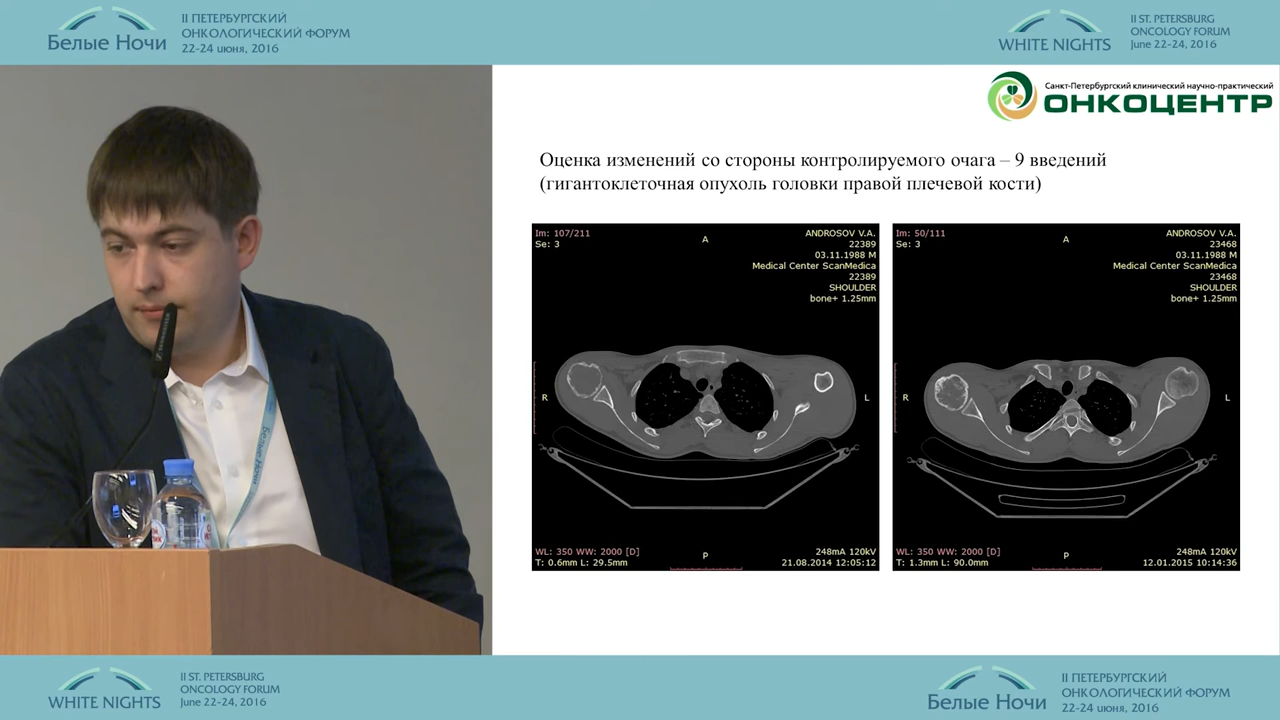 Белые Ночи
II ПЕТЕРБУРГСКИЙ
ОНКОЛОГИЧЕСКИЙ ФОРУМ
22-24 июня, 2016
WHITE NIGHTS
II ST. PETERSBURG
ONCOLOGY FORUM
June 22-24, 2016
Санкт-Петербургский клинический научно-практический
ОНКОЦЕНТР
Оценка изменений со стороны контролируемого очага – 9 введений
(гигантоклеточная опухоль головки правой плечевой кости)
Im: 107/211
Se: 3
A
ANDROSOV V.A.
22389
03.11.1988 M
Medical Center ScanMedica
22389
SHOULDER
bone+ 1.25mm
R
L
WL: 350 WW: 2000 [D]
T: 0.6mm L: 29.5mm
P
248mA 120kV
21.08.2014 12:05:12
Im: 50/111
Se: 3
A
ANDROSOV V.A.
23468
03.11.1988 M
Medical Center ScanMedica
23468
SHOULDER
bone+ 1.25mm
R
L
WL: 350 WW: 2000 [D]
T: 1.3mm L: 90.0mm
P
248mA 120kV
12.01.2015 10:14:36
Белые Ночи
WHITE NIGHTS
II ST. PETERSBURG
ONCOLOGY FORUM
June 22-24, 2016
Белые Ночи
II ПЕТЕРБУРГСКИЙ
ОНКОЛОГИЧЕСКИЙ ФОРУМ
22-24 июня, 2016